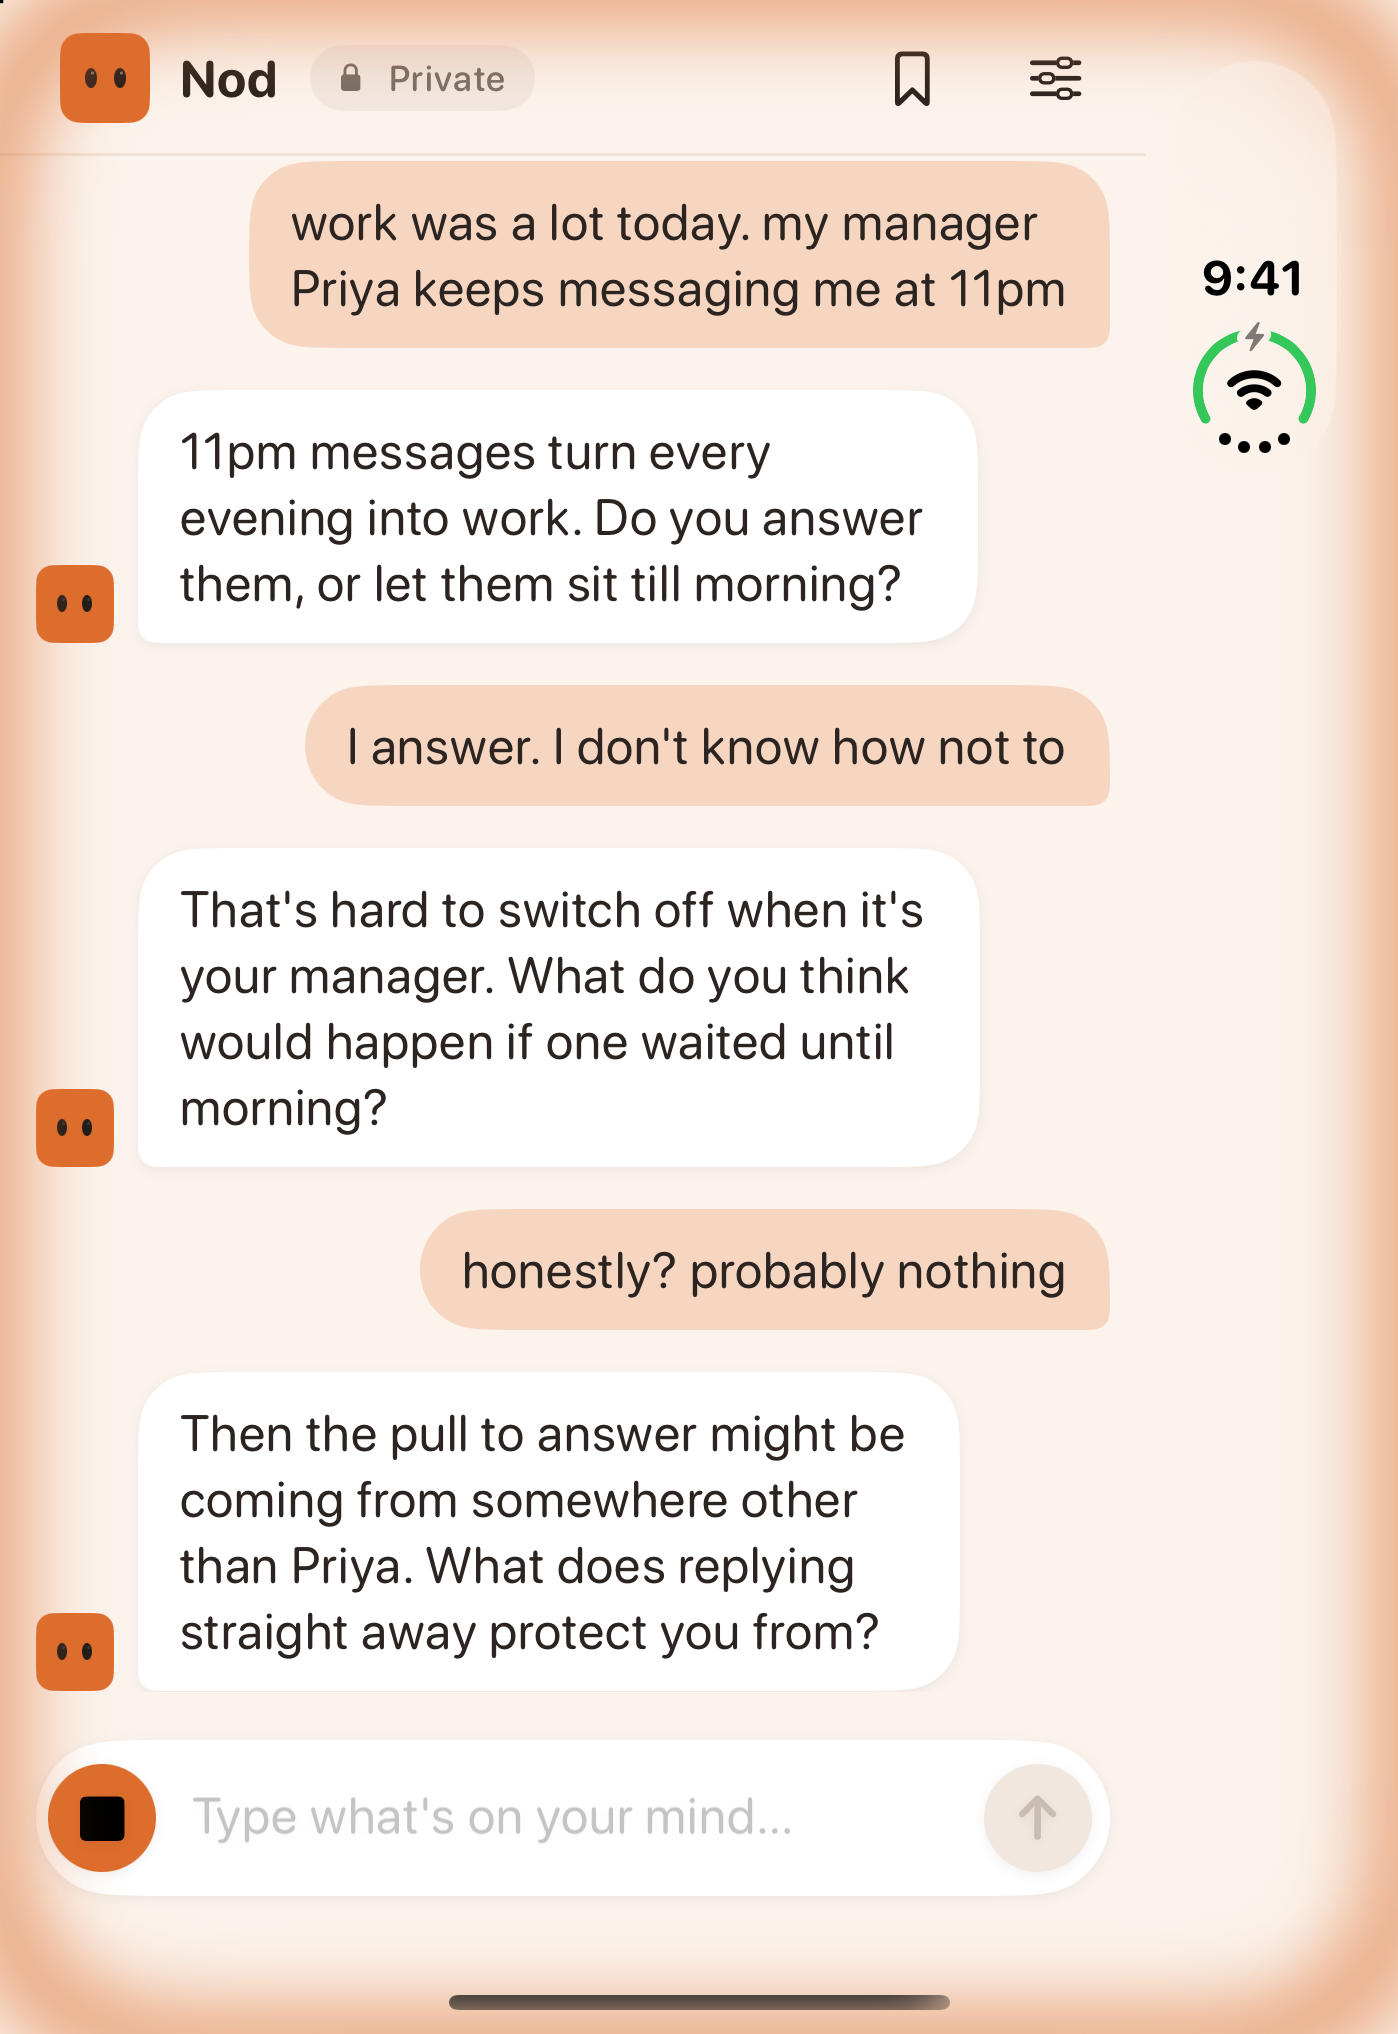 Nod
Private
work was a lot today. my manager
Priya keeps messaging me at 11pm
9:41
11pm messages turn every
evening into work. Do you answer
them, or let them sit till morning?
I answer. I don't know how not to
That's hard to switch off when it's
your manager. What do you think
would happen if one waited until
morning?
honestly? probably nothing
Then the pull to answer might be
coming from somewhere other
than Priya. What does replying
straight away protect you from?
Type what's on your mind...